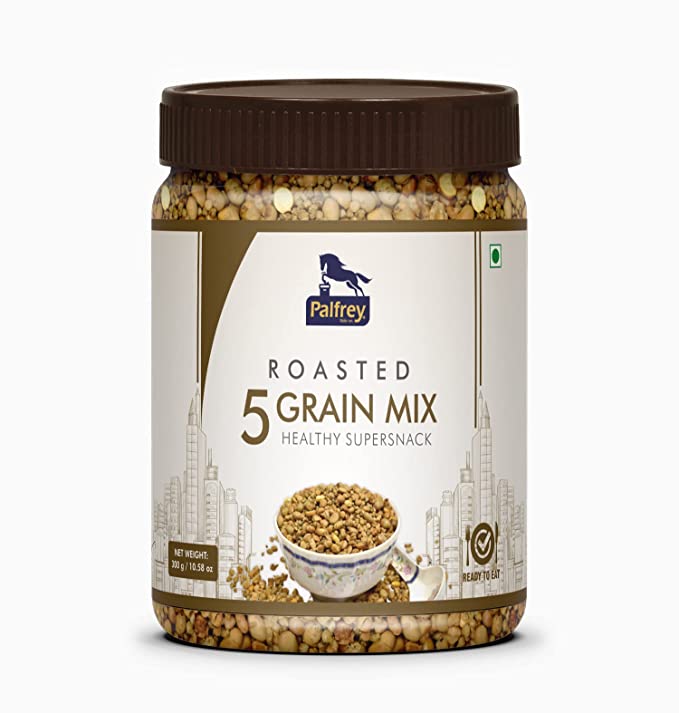 Palfrey
ROASTED
5 GRAIN MIX
HEALTHY SUPERSNACK
NET WEIGHT:
300 g / 10.58 oz
READY TO EAT